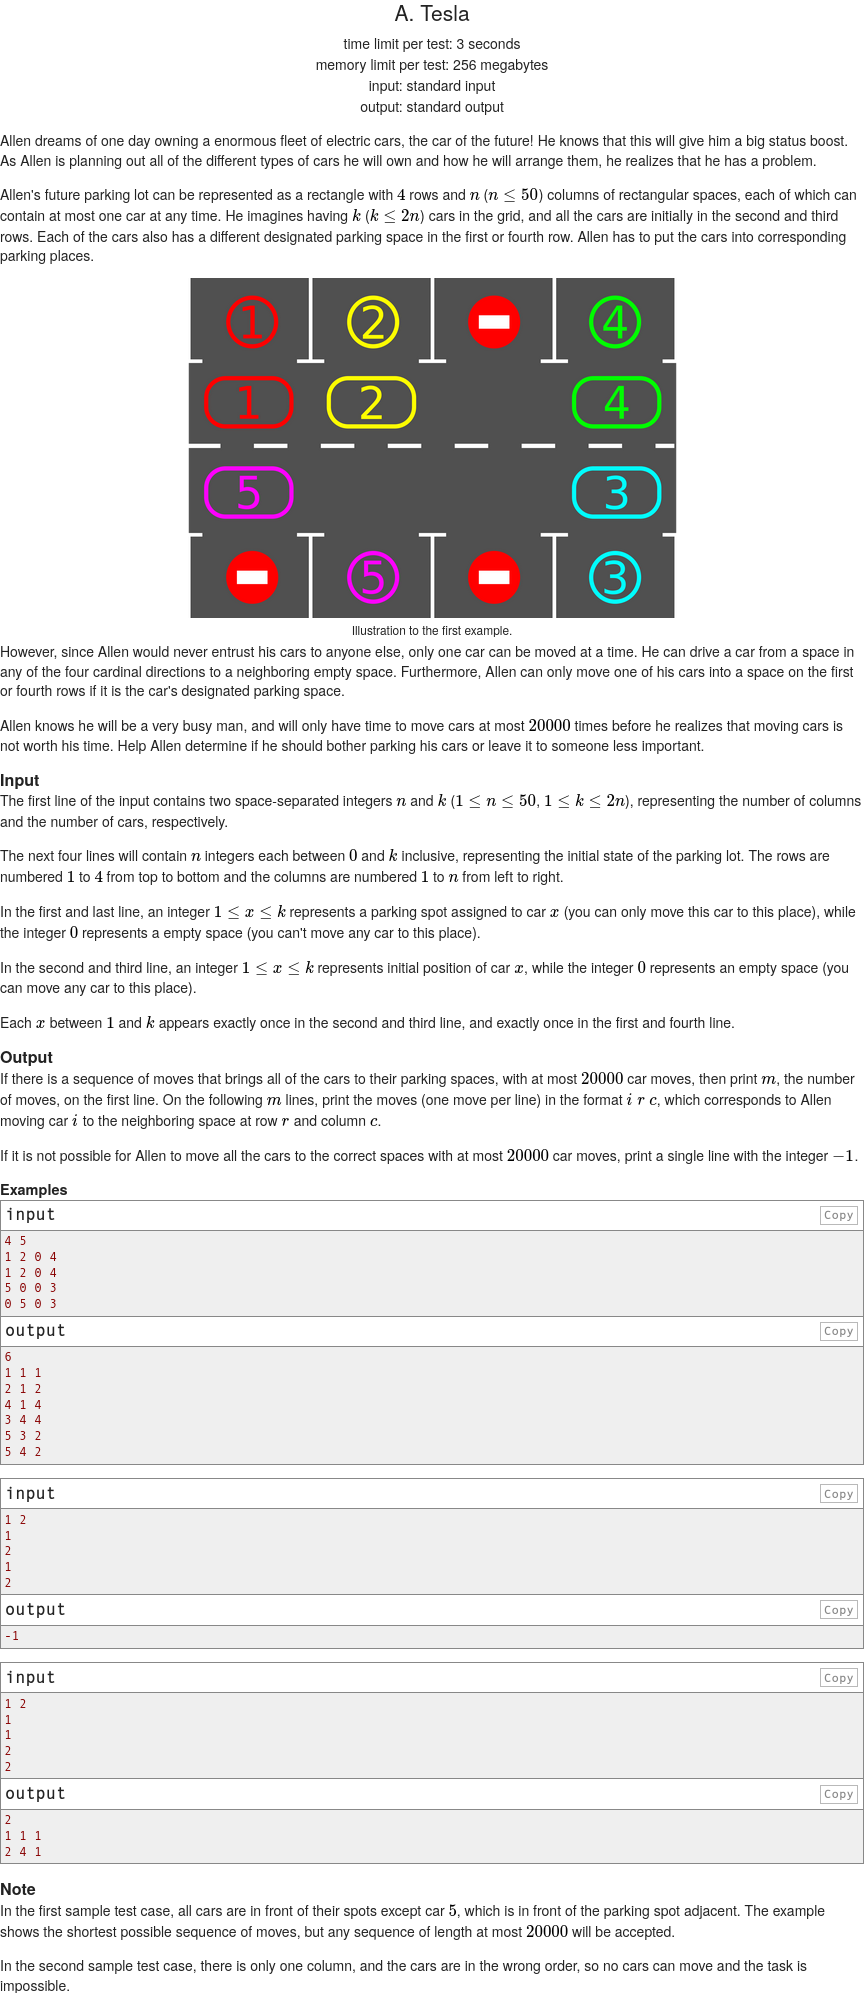 A. Tesla
time limit per test: 3 seconds
memory limit per test: 256 megabytes
input: standard input
output: standard output
Allen dreams of one day owning a enormous fleet of electric cars, the car of the future! He knows that this will give him a big status boost.
As Allen is planning out all of the different types of cars he will own and how he will arrange them, he realizes that he has a problem.
Allen's future parking lot can be represented as a rectangle with 4 rows and n (n ≤ 50) columns of rectangular spaces, each of which can
contain at most one car at any time. He imagines having k (k ≤ 2n) cars in the grid, and all the cars are initially in the second and third
rows. Each of the cars also has a different designated parking space in the first or fourth row. Allen has to put the cars into corresponding
parking places.
1 2 4
1 2 4
5 3
5 3
Illustration to the first example.
However, since Allen would never entrust his cars to anyone else, only one car can be moved at a time. He can drive a car from a space in
any of the four cardinal directions to a neighboring empty space. Furthermore, Allen can only move one of his cars into a space on the first
or fourth rows if it is the car's designated parking space.
Allen knows he will be a very busy man, and will only have time to move cars at most 20000 times before he realizes that moving cars is
not worth his time. Help Allen determine if he should bother parking his cars or leave it to someone less important.
Input
The first line of the input contains two space-separated integers n and k (1 ≤ n ≤ 50, 1 ≤ k ≤ 2n), representing the number of columns
and the number of cars, respectively.
The next four lines will contain n integers each between 0 and k inclusive, representing the initial state of the parking lot. The rows are
numbered 1 to 4 from top to bottom and the columns are numbered 1 to n from left to right.
In the first and last line, an integer 1 ≤ x ≤ k represents a parking spot assigned to car x (you can only move this car to this place), while
the integer 0 represents a empty space (you can't move any car to this place).
In the second and third line, an integer 1 ≤ x ≤ k represents initial position of car x, while the integer 0 represents an empty space (you
can move any car to this place).
Each x between 1 and k appears exactly once in the second and third line, and exactly once in the first and fourth line.
Output
If there is a sequence of moves that brings all of the cars to their parking spaces, with at most 20000 car moves, then print m, the number
of moves, on the first line. On the following m lines, print the moves (one move per line) in the format i r c, which corresponds to Allen
moving car i to the neighboring space at row r and column c.
If it is not possible for Allen to move all the cars to the correct spaces with at most 20000 car moves, print a single line with the integer −1.
Examples
input Copy
4 5
1 2 0 4
1 2 0 4
5 0 0 3
0 5 0 3
output Copy
6
1 1 1
2 1 2
4 1 4
3 4 4
5 3 2
5 4 2
input Copy
1 2
1
2
1
2
output Copy
-1
input Copy
1 2
1
1
2
2
output Copy
2
1 1 1
2 4 1
Note
In the first sample test case, all cars are in front of their spots except car 5, which is in front of the parking spot adjacent. The example
shows the shortest possible sequence of moves, but any sequence of length at most 20000 will be accepted.
In the second sample test case, there is only one column, and the cars are in the wrong order, so no cars can move and the task is
impossible.